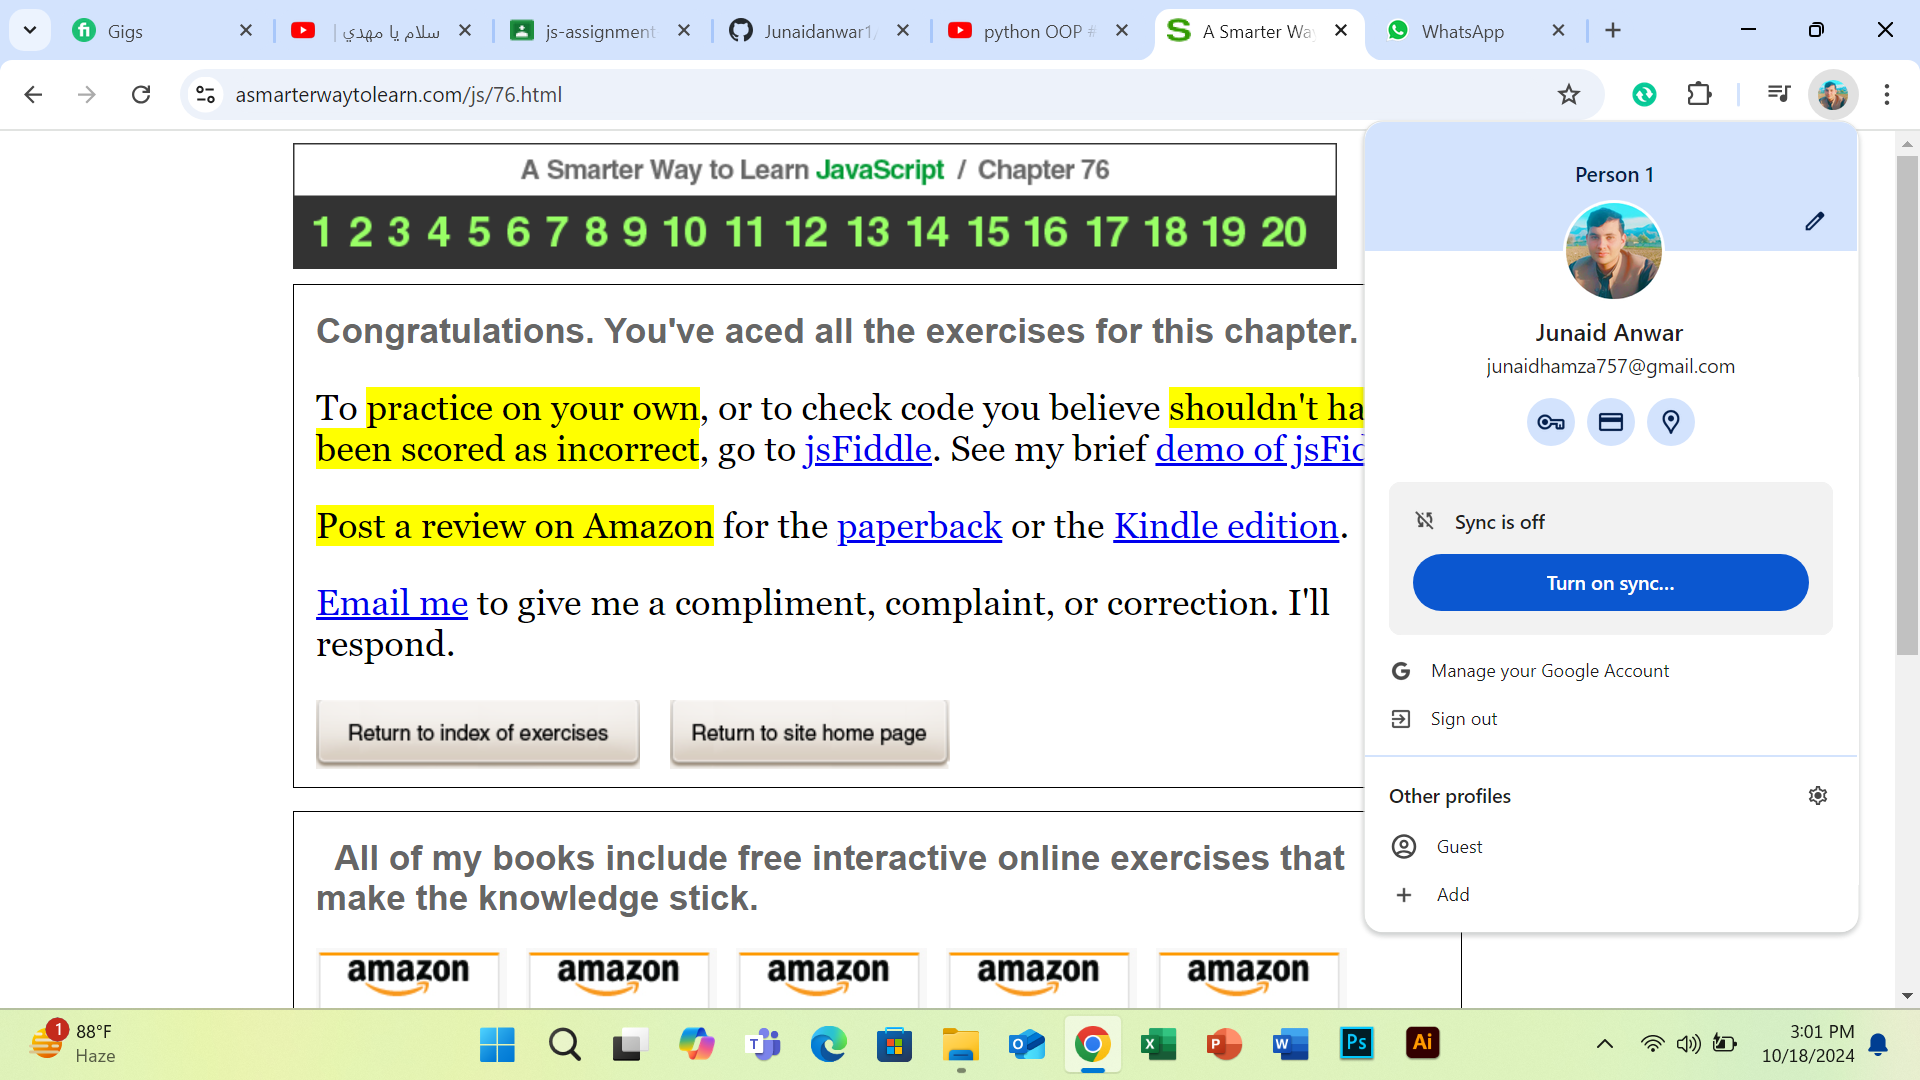 Gigs
سلام يا مهدي |
js-assignment
Junaidanwar1/
python OOP #
A Smarter Way
WhatsApp
asmarterwaytolearn.com/js/76.html
A Smarter Way to Learn JavaScript / Chapter 76
1 2 3 4 5 6 7 8 9 10 11 12 13 14 15 16 17 18 19 20
Congratulations. You've aced all the exercises for this chapter.
To practice on your own, or to check code you believe shouldn't ha
been scored as incorrect, go to jsFiddle. See my brief demo of jsFid
Post a review on Amazon for the paperback or the Kindle edition.
Email me to give me a compliment, complaint, or correction. I'll
respond.
Return to index of exercises
Return to site home page
All of my books include free interactive online exercises that
make the knowledge stick.
amazon
amazon
amazon
amazon
amazon
Person 1
Junaid Anwar
junaidhamza757@gmail.com
Sync is off
Turn on sync...
G Manage your Google Account
Sign out
Other profiles
Guest
Add
1
88°F
Haze
T
O
X
P
W
Ps
Ai
3:01 PM
10/18/2024